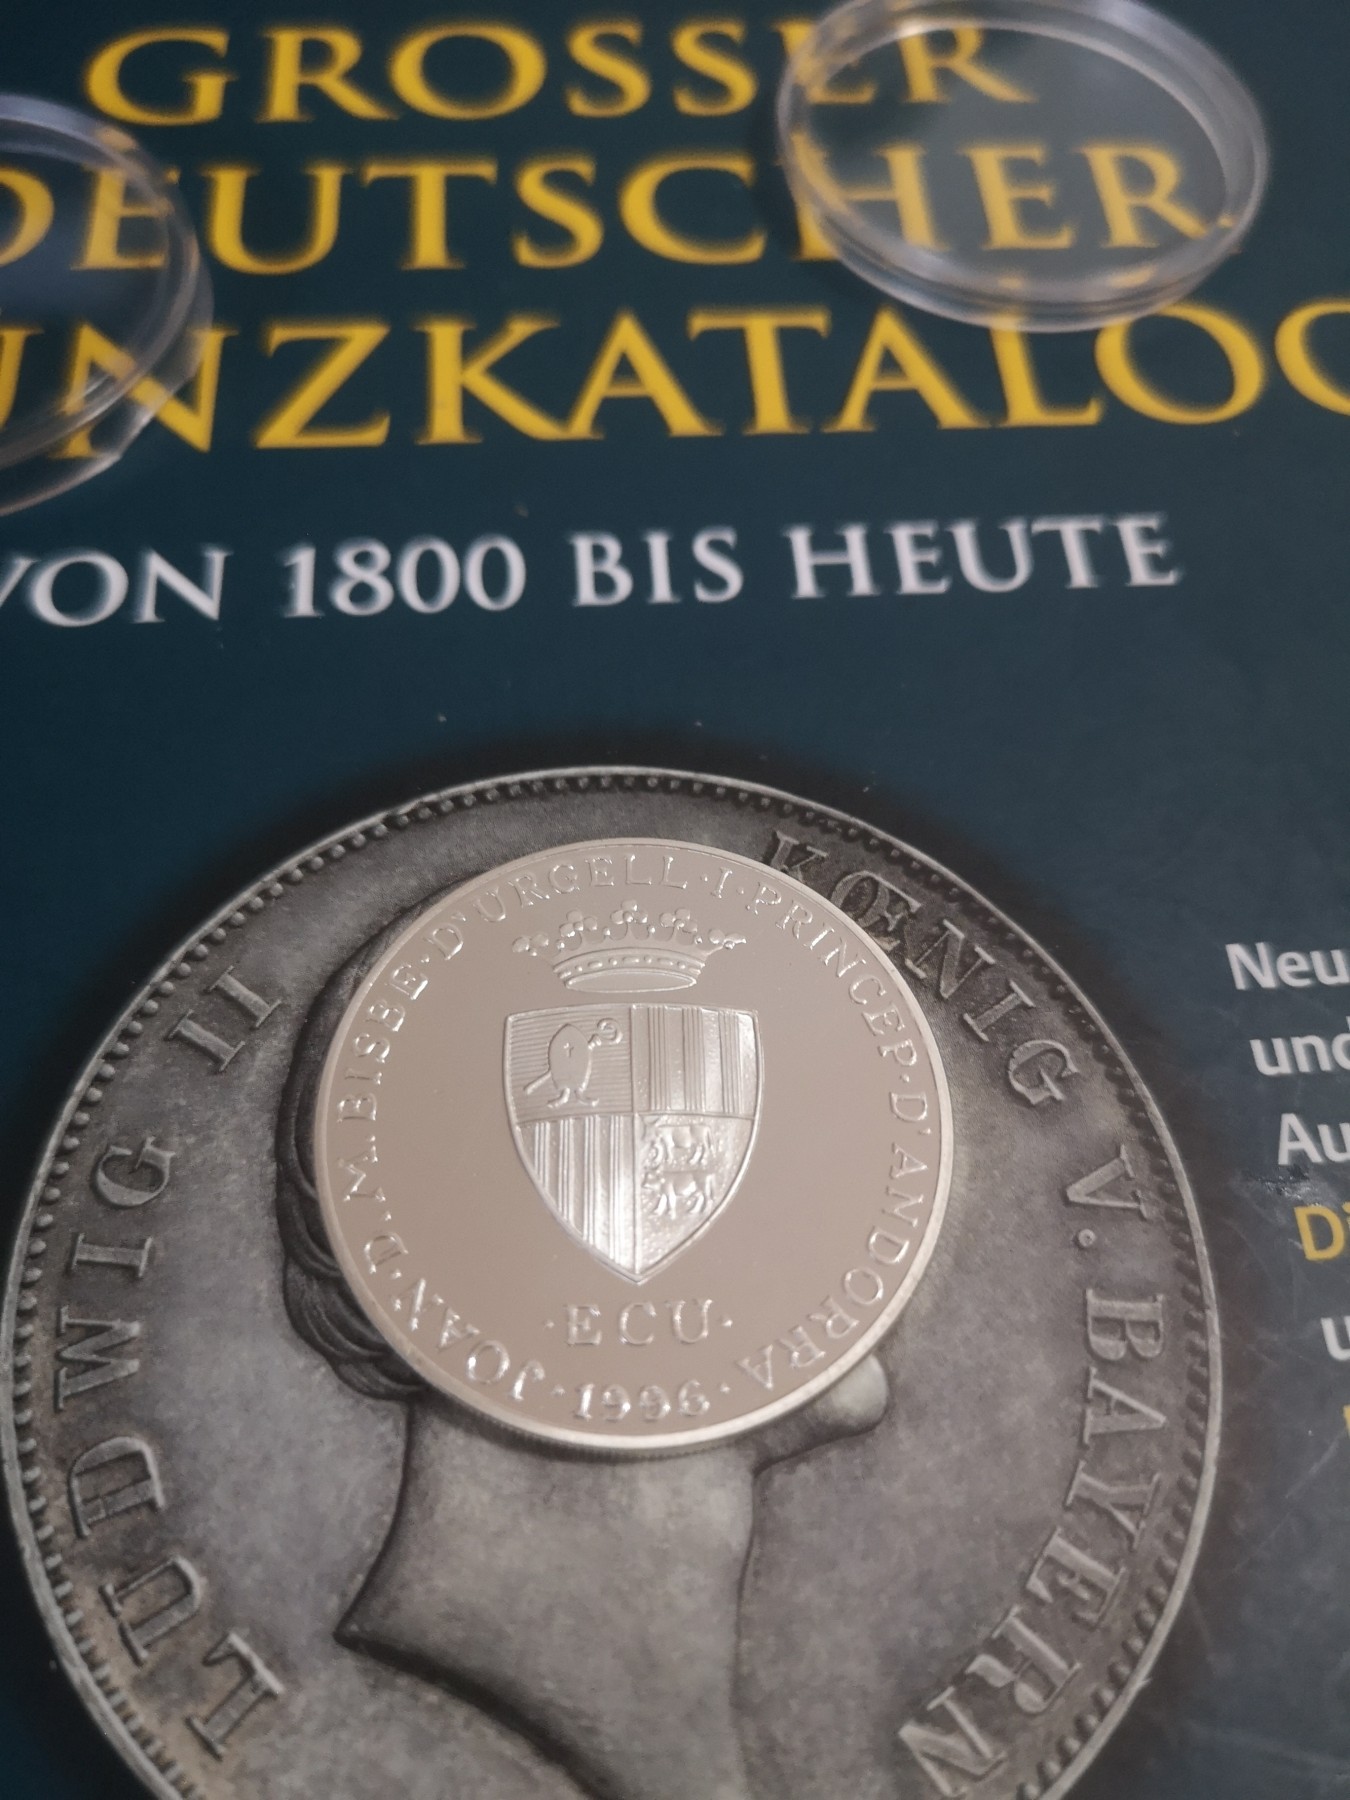 GROSSER
DEUTSCHER
ÜNZKATALOG
VON 1800 BIS HEUTE
Neu
und
Au
LUDWIG II KŒNIG V. BAYERN
JOAN·D·M·BISBE·D'URGELL·I·PRINCEP·D'ANDORRA
·ECU·
·1996·